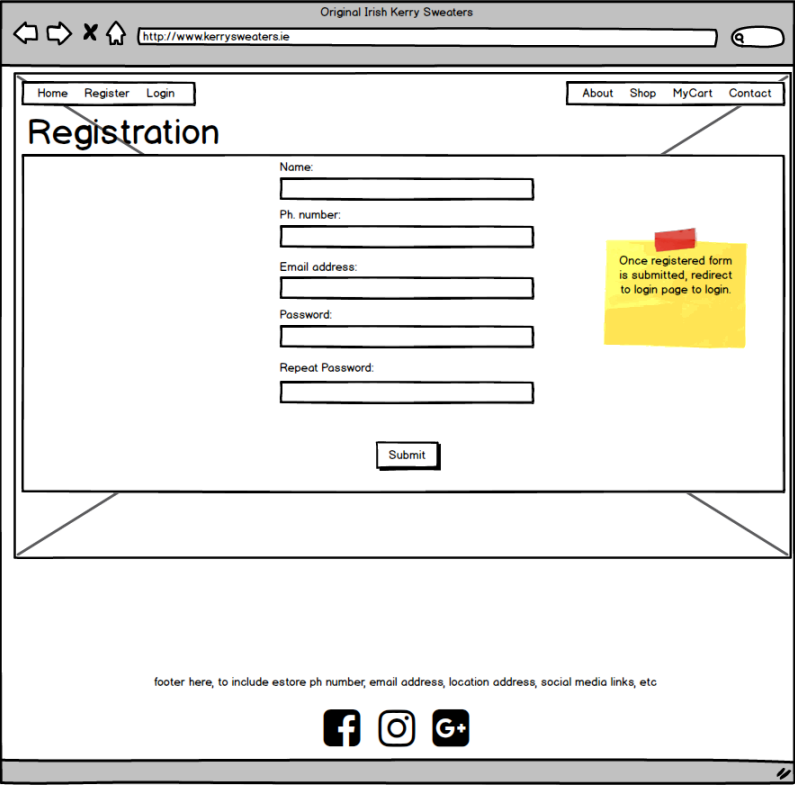 Original Irish Kerry Sweaters
http://www.kerrysweaters.ie
Home Register Login
About Shop MyCart Contact
Registration
Name:
Ph. number:
Email address:
Password:
Repeat Password:
Submit
Once registered form
is submitted, redirect
to login page to login.
footer here, to include estore ph number, email address, location address, social media links, etc
G+